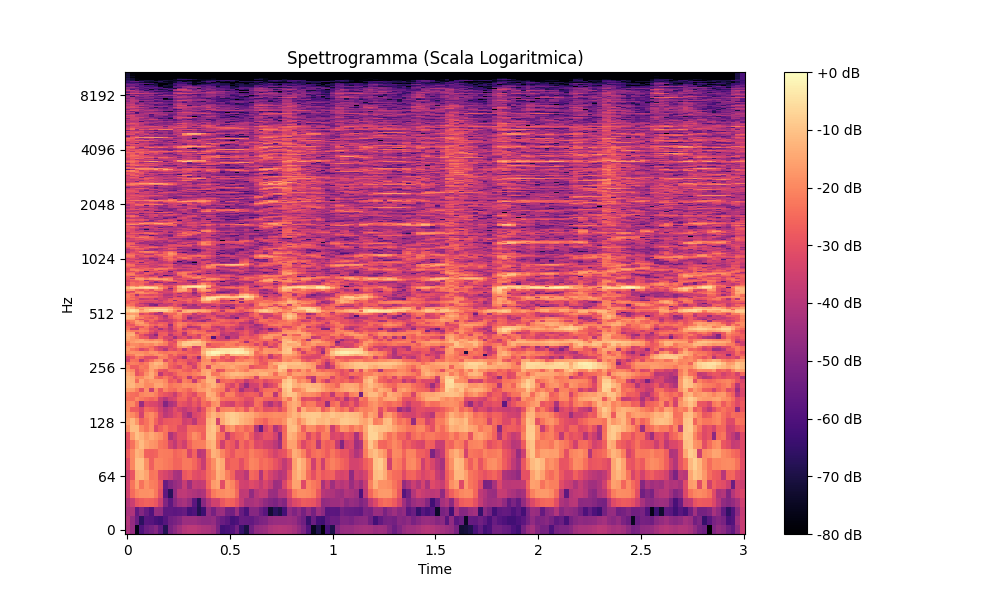 Spettrogramma (Scala Logaritmica)
Hz
8192
4096
2048
1024
512
256
128
64
0
0 0.5 1 1.5 2 2.5 3
Time
+0 dB
-10 dB
-20 dB
-30 dB
-40 dB
-50 dB
-60 dB
-70 dB
-80 dB